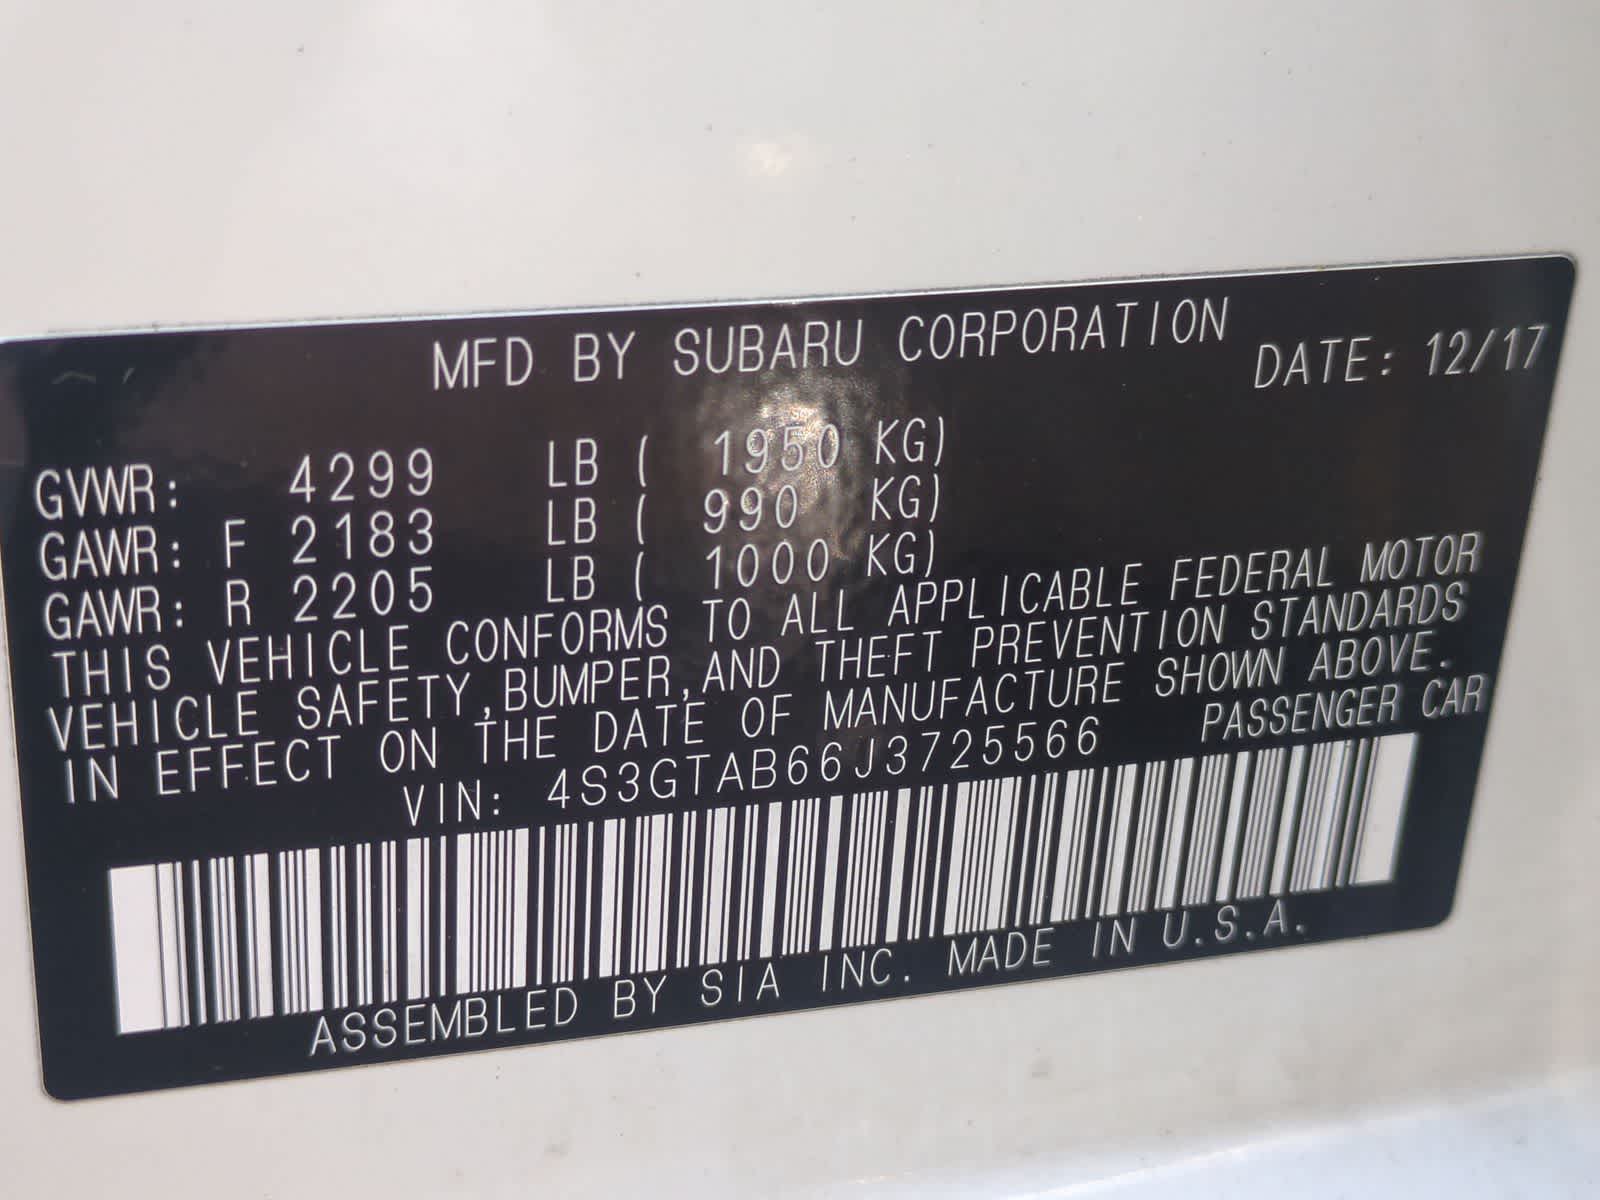 MFD BY SUBARU CORPORATION DATE: 12/17
GVWR: 4299 LB ( 1950 KG)
GAWR: F 2183 LB ( 990 KG)
GAWR: R 2205 LB ( 1000 KG)
THIS VEHICLE CONFORMS TO ALL APPLICABLE FEDERAL MOTOR
VEHICLE SAFETY,BUMPER,AND THEFT PREVENTION STANDARDS
IN EFFECT ON THE DATE OF MANUFACTURE SHOWN ABOVE.
VIN: 4S3GTAB66J3725566 PASSENGER CAR
ASSEMBLED BY SIA INC. MADE IN U.S.A.